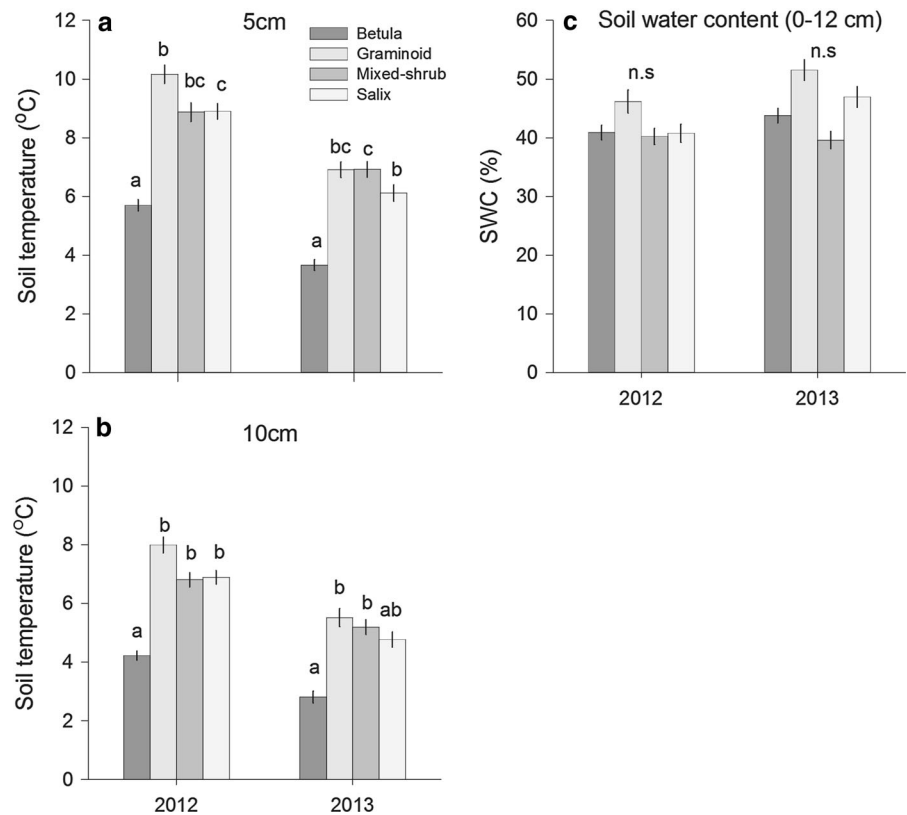 a
5cm
Betula
Graminoid
Mixed-shrub
Salix
Soil temperature (°C)
12
10
8
6
4
2
0
a
b
bc
c
a
bc
c
b
b
10cm
Soil temperature (°C)
12
10
8
6
4
2
0
a
b
b
b
a
b
b
ab
2012
2013
c
Soil water content (0-12 cm)
SWC (%)
60
50
40
30
20
10
0
n.s
n.s
2012
2013